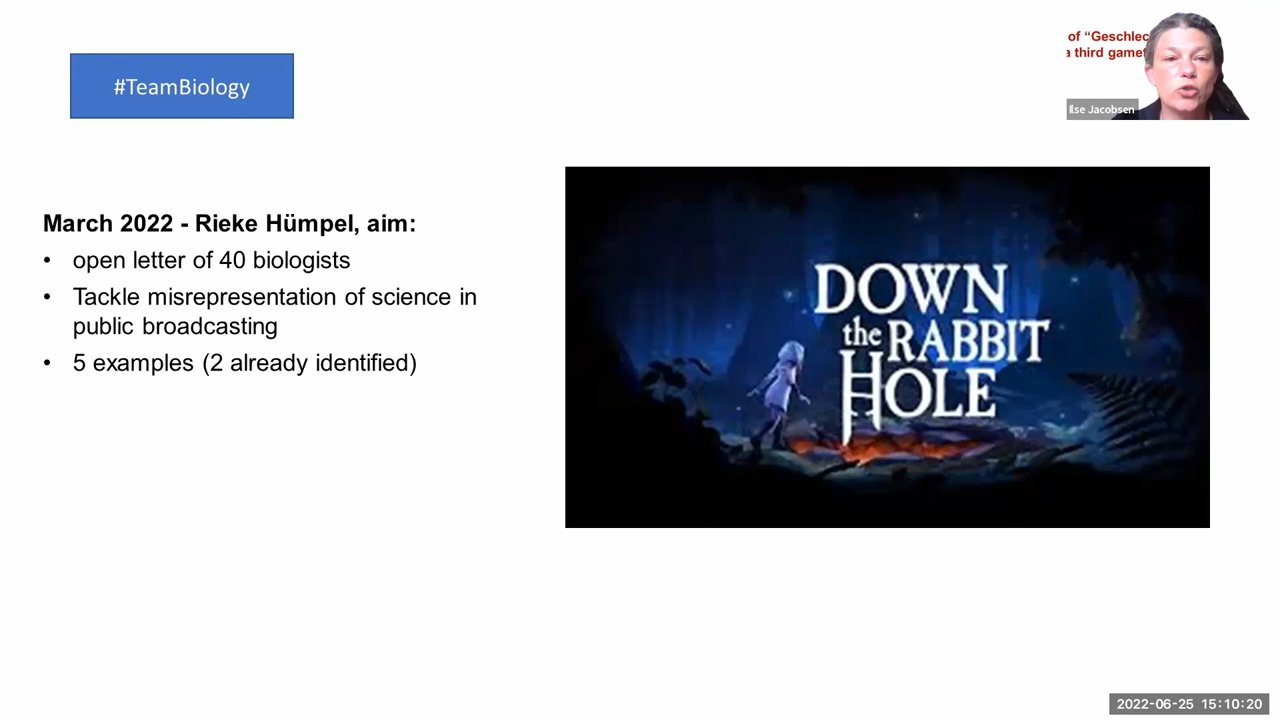 #TeamBiology
of “Geschlec
a third gamet
Ilse Jacobsen
March 2022 - Rieke Hümpel, aim:
• open letter of 40 biologists
• Tackle misrepresentation of science in
public broadcasting
• 5 examples (2 already identified)
DOWN
the RABBIT
HOLE
2022-06-25 15:10:20